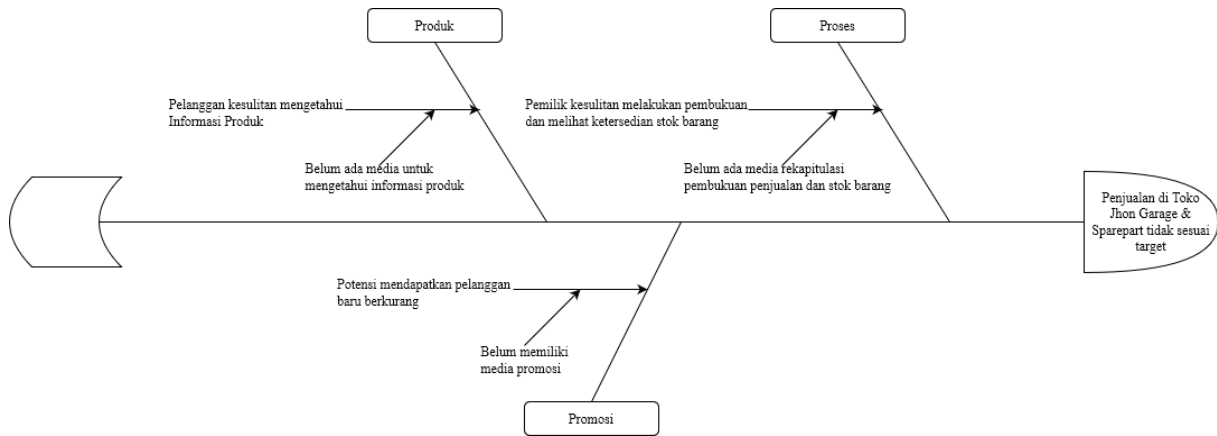 Produk
Proses
Pelanggan kesulitan mengetahui
Informasi Produk
Pemilik kesulitan melakukan pembukuan
dan melihat ketersedian stok barang
Belum ada media untuk
mengetahui informasi produk
Belum ada media rekapitulasi
pembukuan penjualan dan stok barang
Penjualan di Toko
Jhon Garage &
Sparepart tidak sesuai
target
Potensi mendapatkan pelanggan
baru berkurang
Belum memiliki
media promosi
Promosi